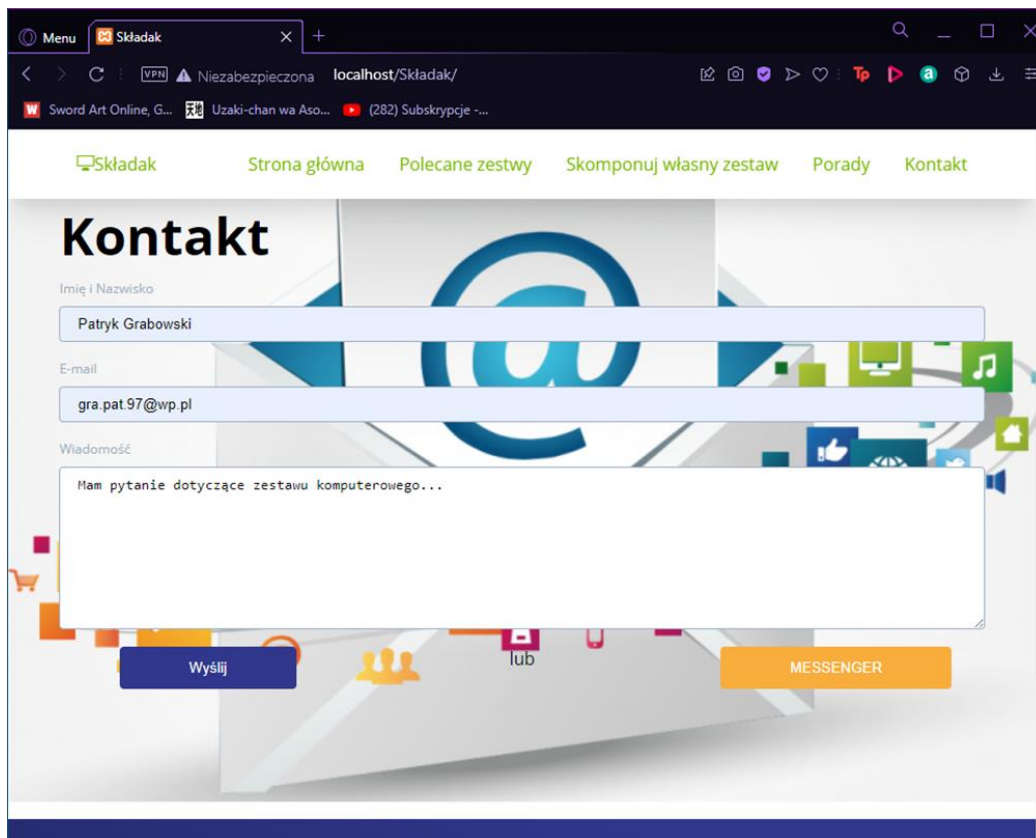 Menu Składak
VPN Niezabezpieczona localhost/Składak/
Sword Art Online, G... Uzaki-chan wa Aso... (282) Subskrypcje -...
Składak Strona główna Polecane zestwy Skomponuj własny zestaw Porady Kontakt
Kontakt
Imię i Nazwisko
Patryk Grabowski
E-mail
gra.pat.97@wp.pl
Wiadomość
Mam pytanie dotyczące zestawu komputerowego...
Wyślij lub MESSENGER